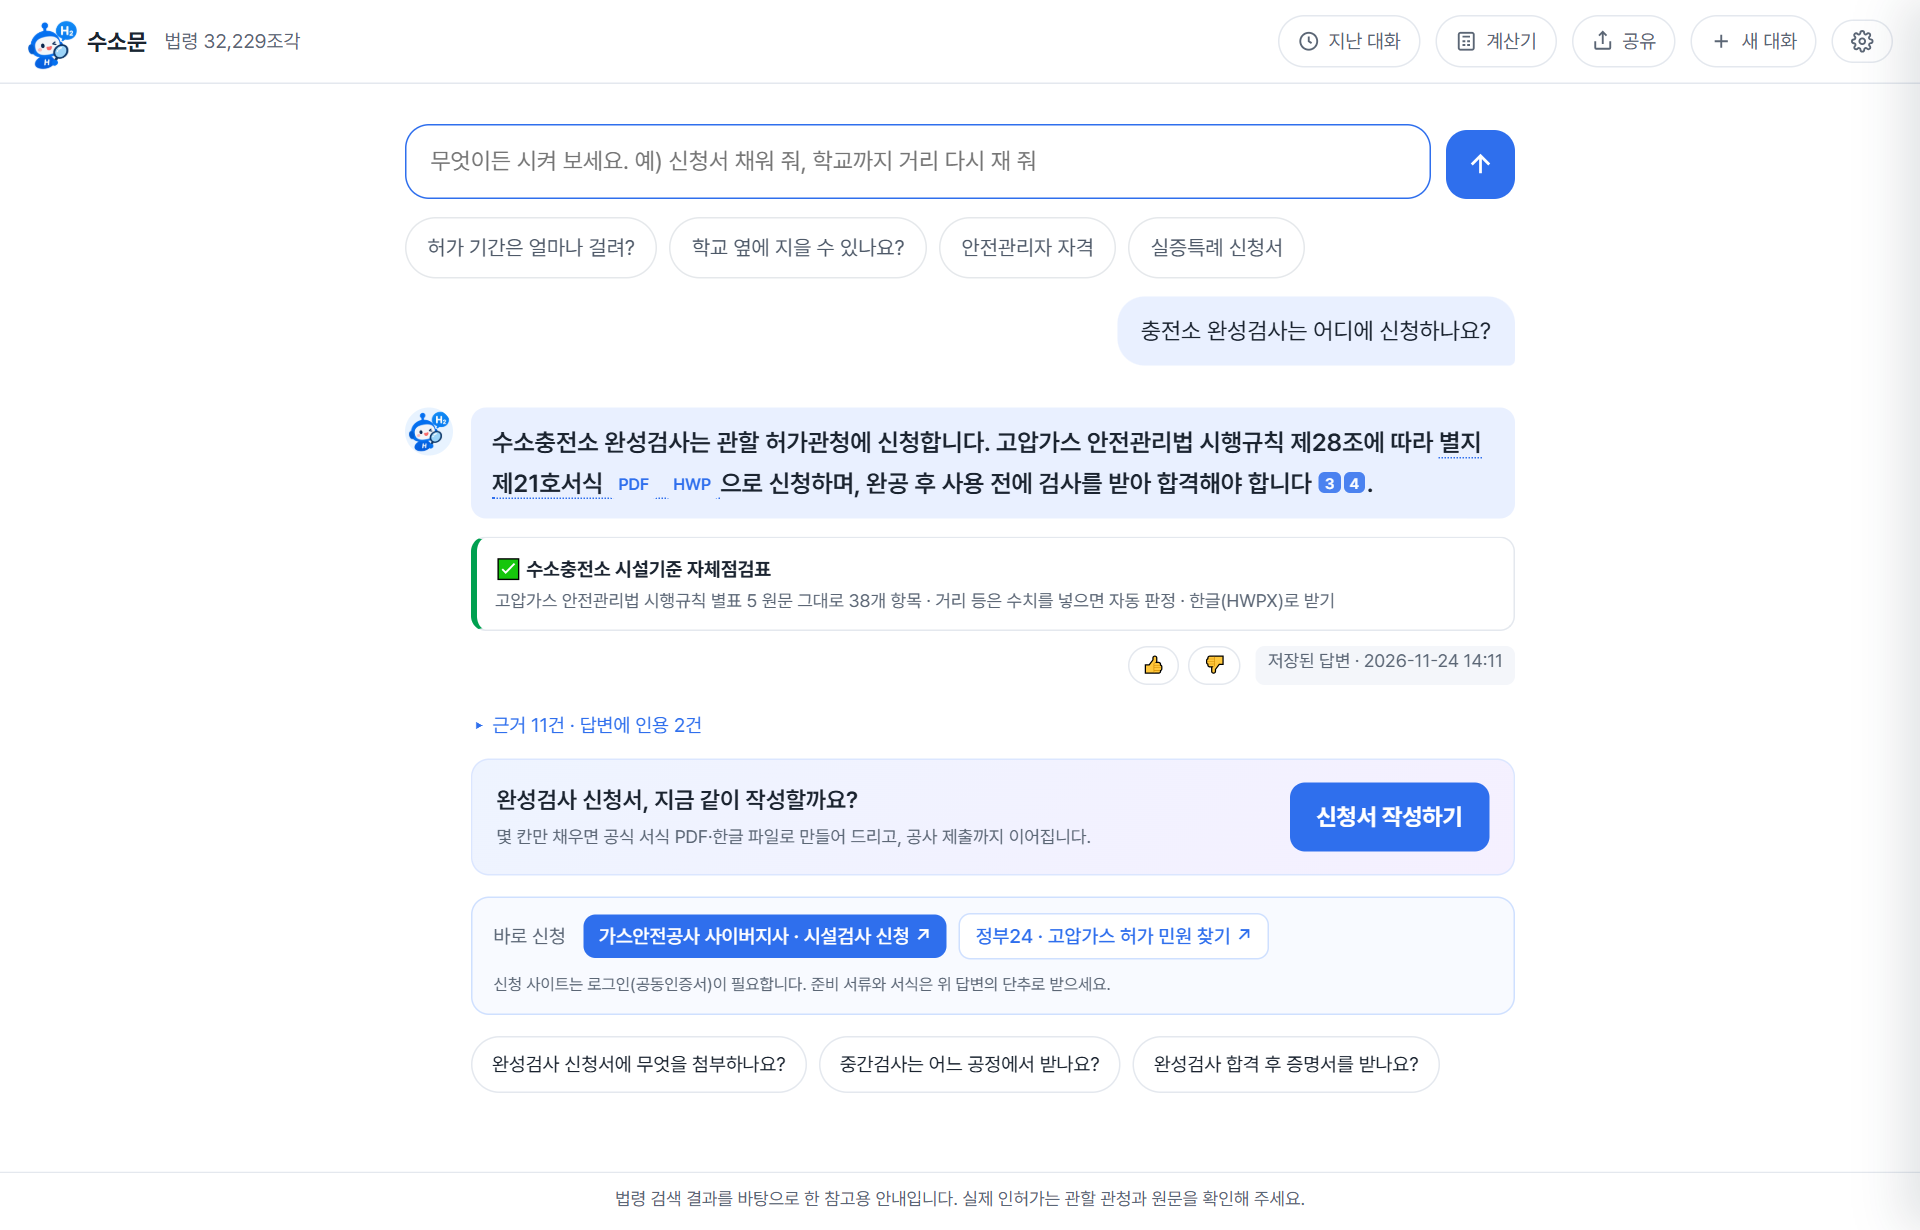 수소문
법령 32,229조각
지난 대화
계산기
공유
새 대화
무엇이든 시켜 보세요. 예) 신청서 채워 줘, 학교까지 거리 다시 재 줘
허가 기간은 얼마나 걸려?
학교 옆에 지을 수 있나요?
안전관리자 자격
실증특례 신청서
충전소 완성검사는 어디에 신청하나요?
H₂
H
수소충전소 완성검사는 관할 허가관청에 신청합니다. 고압가스 안전관리법 시행규칙 제28조에 따라 별지
제21호서식 PDF HWP 으로 신청하며, 완공 후 사용 전에 검사를 받아 합격해야 합니다 3 4 .
✅ 수소충전소 시설기준 자체점검표
고압가스 안전관리법 시행규칙 별표 5 원문 그대로 38개 항목 · 거리 등은 수치를 넣으면 자동 판정 · 한글(HWPX)로 받기
저장된 답변 · 2026-11-24 14:11
▸ 근거 11건 · 답변에 인용 2건
완성검사 신청서, 지금 같이 작성할까요?
몇 칸만 채우면 공식 서식 PDF·한글 파일로 만들어 드리고, 공사 제출까지 이어집니다.
신청서 작성하기
바로 신청
가스안전공사 사이버지사 · 시설검사 신청 ↗
정부24 · 고압가스 허가 민원 찾기 ↗
신청 사이트는 로그인(공동인증서)이 필요합니다. 준비 서류와 서식은 위 답변의 단추로 받으세요.
완성검사 신청서에 무엇을 첨부하나요?
중간검사는 어느 공정에서 받나요?
완성검사 합격 후 증명서를 받나요?
법령 검색 결과를 바탕으로 한 참고용 안내입니다. 실제 인허가는 관할 관청과 원문을 확인해 주세요.